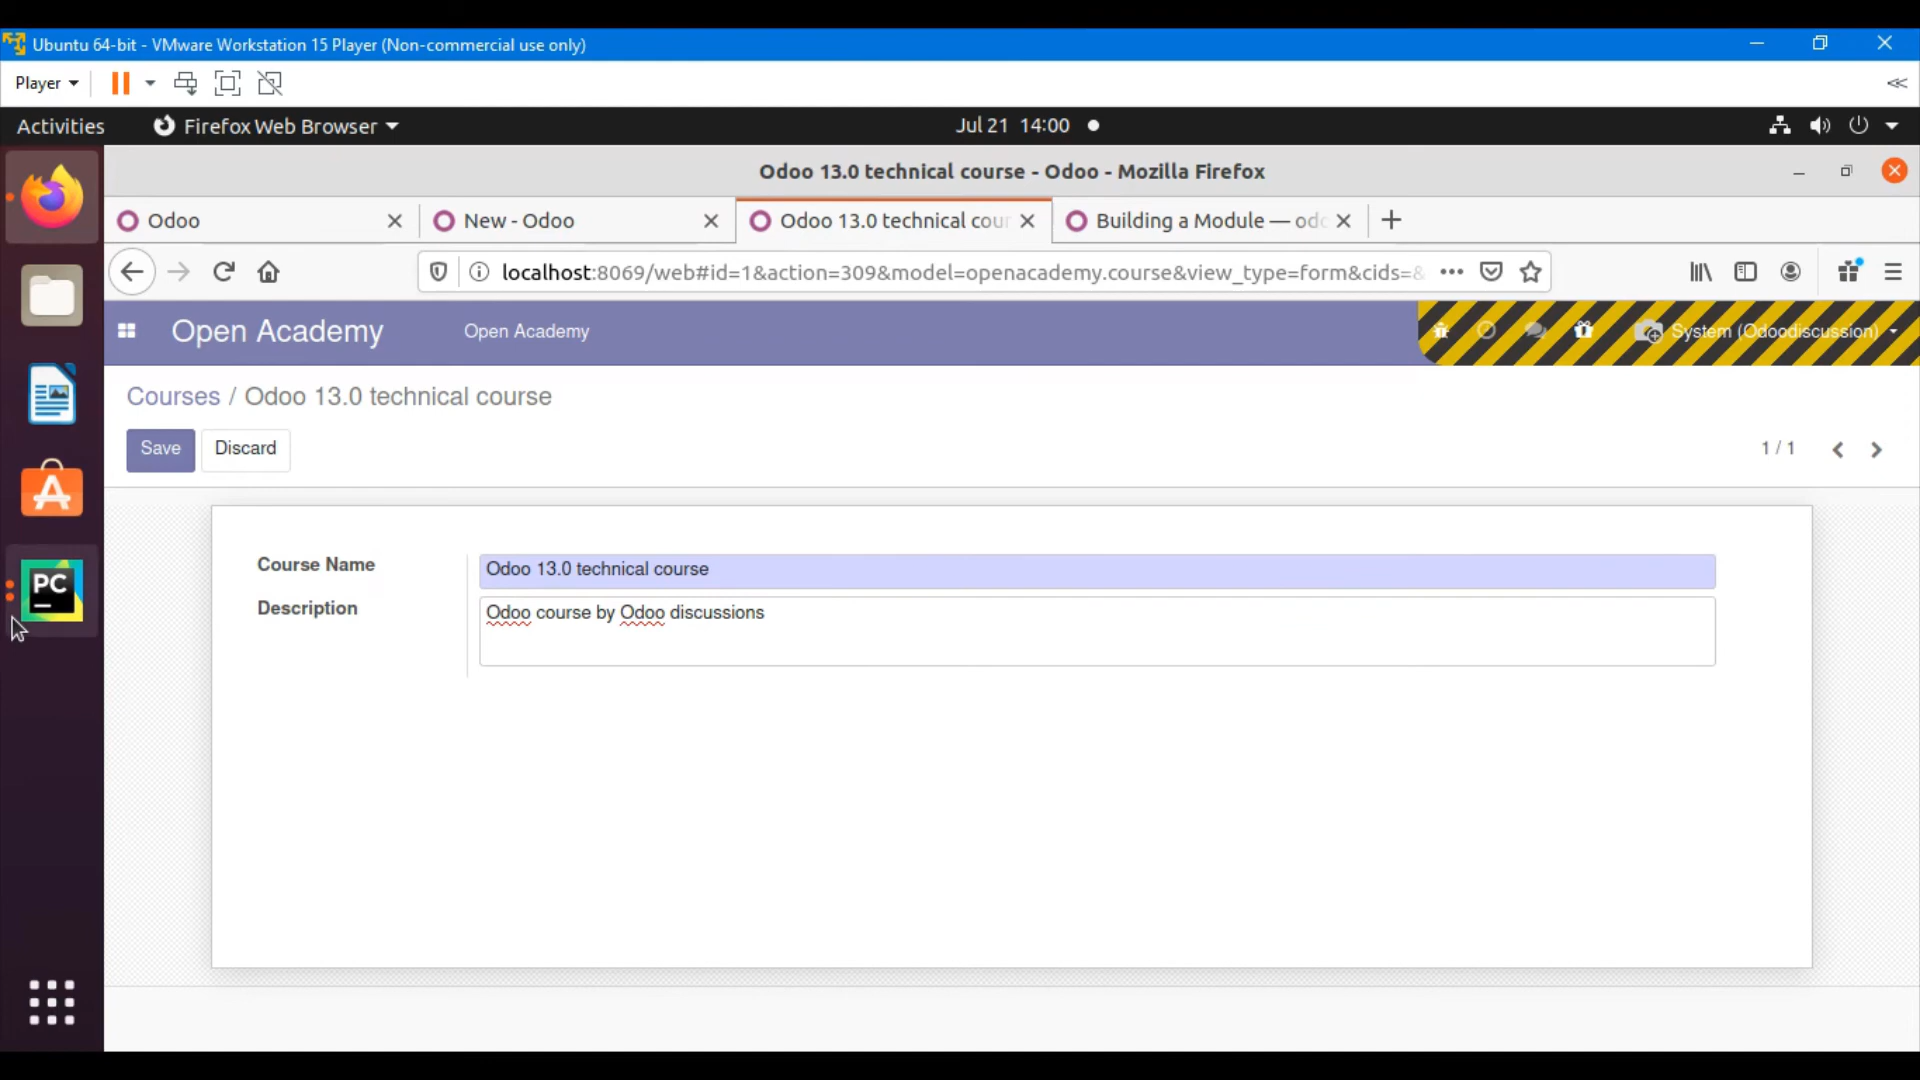 Ubuntu 64-bit - VMware Workstation 15 Player (Non-commercial use only)
Player
Activities
Firefox Web Browser
Jul 21 14:00
Odoo 13.0 technical course - Odoo - Mozilla Firefox
Odoo
New - Odoo
Odoo 13.0 technical cour
Building a Module — odo
localhost:8069/web#id=1&action=309&model=openacademy.course&view_type=form&cids=&
Open Academy
Open Academy
System (Odoodiscussion)
Courses / Odoo 13.0 technical course
Save
Discard
1 / 1
Course Name
Odoo 13.0 technical course
Description
Odoo course by Odoo discussions
PC